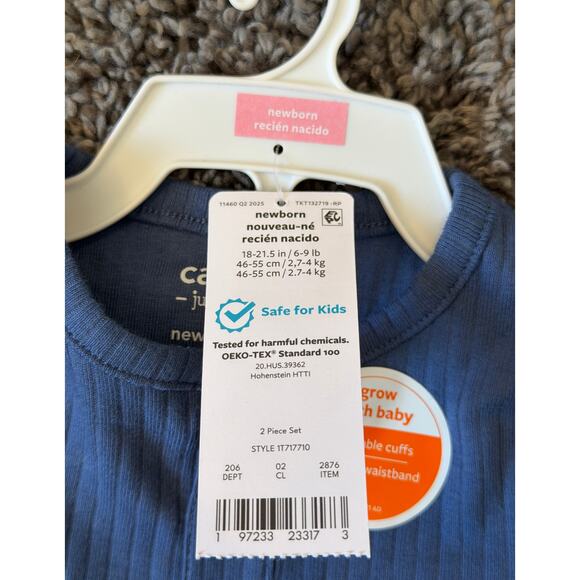 newborn
recién nacido
11460 Q2 2025 TKT132719-RP
newborn
nouveau-né
recién nacido
18-21.5 in / 6-9 lb
46-55 cm / 2,7-4 kg
46-55 cm / 2.7-4 kg
Safe for Kids
Tested for harmful chemicals.
OEKO-TEX® Standard 100
20.HUS.39362
Hohenstein HTTI
2 Piece Set
STYLE 1T717710
206 02 2876
DEPT CL ITEM
1 97233 23317 3
grow
baby
cuffs
waistband